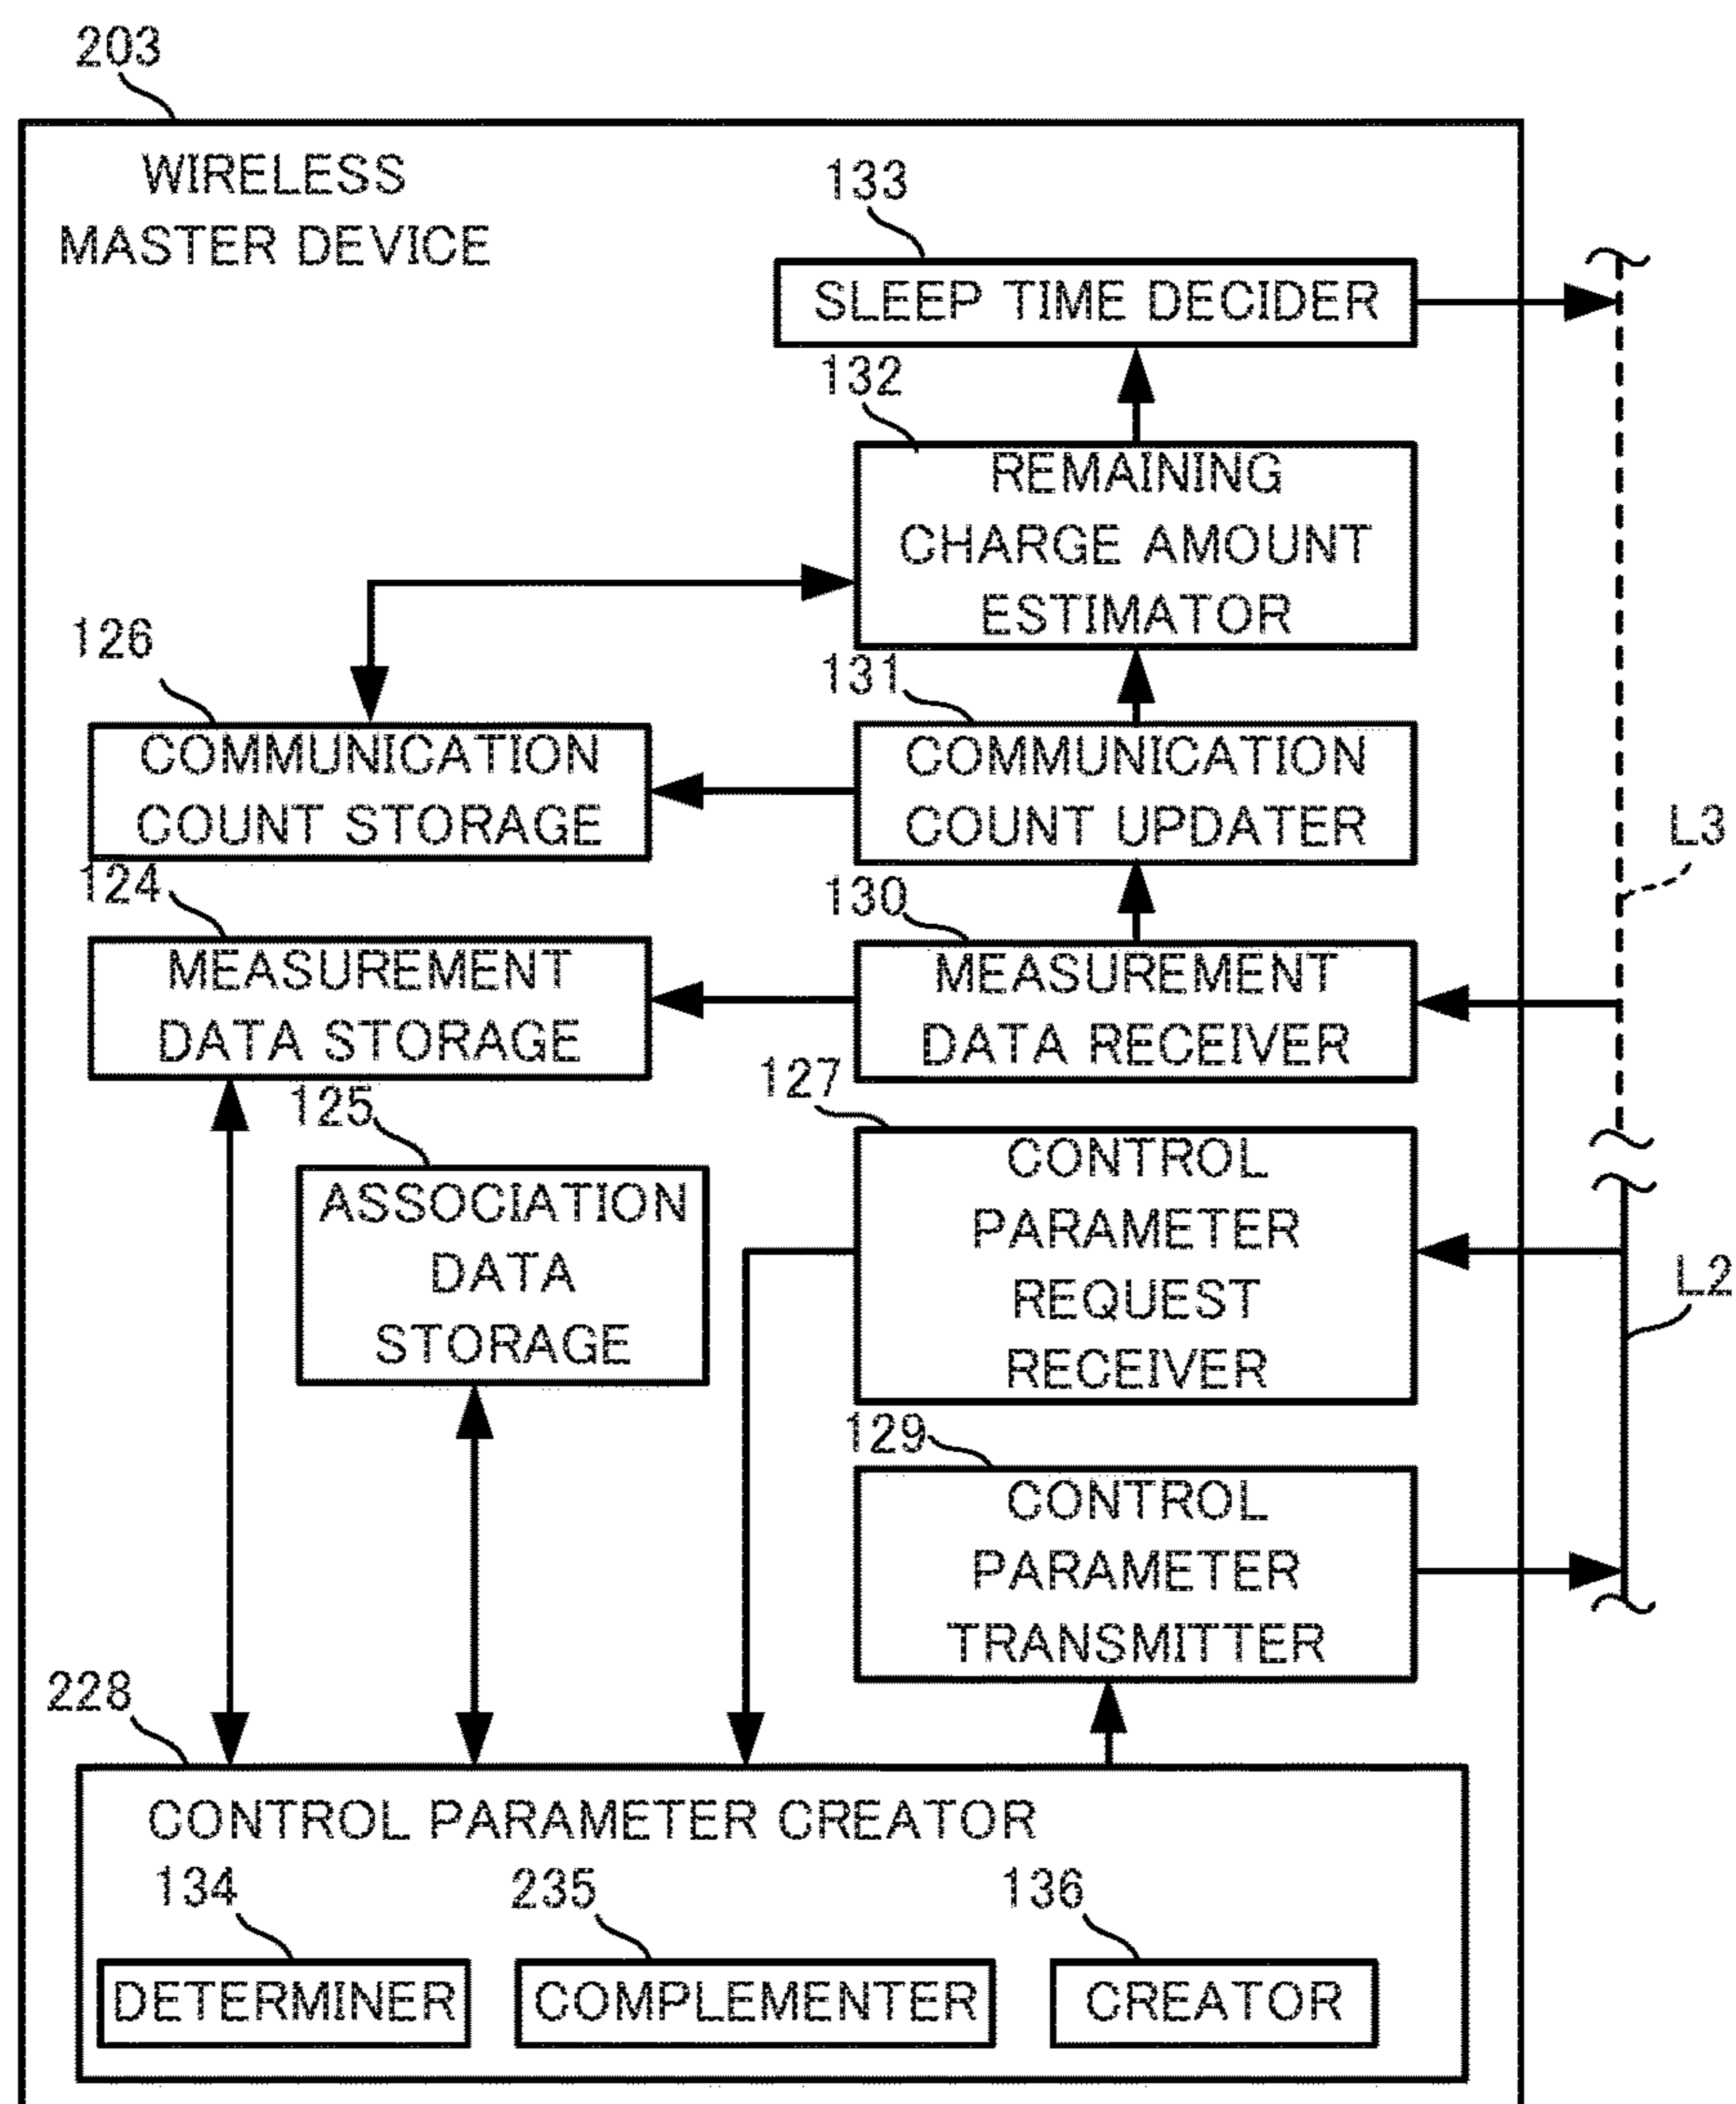 203
WIRELESS
MASTER DEVICE
133
SLEEP TIME DECIDER
132
REMAINING
CHARGE AMOUNT
ESTIMATOR
126
COMMUNICATION
COUNT STORAGE
131
COMMUNICATION
COUNT UPDATER
L3
124
MEASUREMENT
DATA STORAGE
130
MEASUREMENT
DATA RECEIVER
125
ASSOCIATION
DATA
STORAGE
127
CONTROL
PARAMETER
REQUEST
RECEIVER
L2
129
CONTROL
PARAMETER
TRANSMITTER
228
CONTROL PARAMETER CREATOR
134
DETERMINER
235
COMPLEMENTER
136
CREATOR